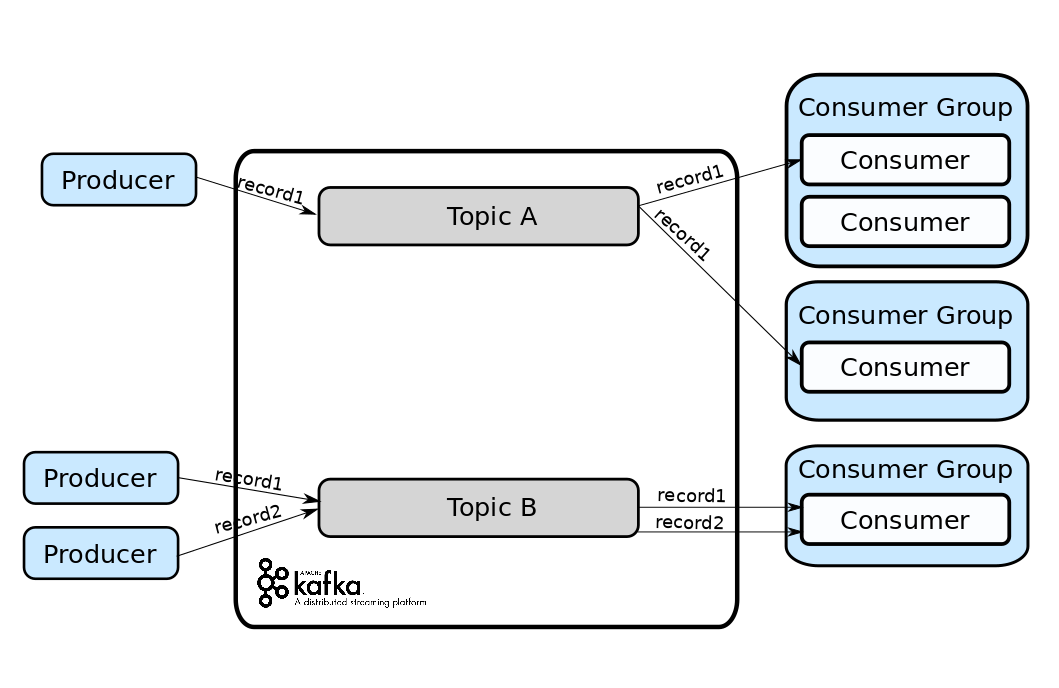 Consumer Group
Consumer
Consumer
Producer
record1
Topic A
record1
record1
Consumer Group
Consumer
Producer
record1
Producer
record2
Topic B
record1
record2
Consumer Group
Consumer
APACHE
kafka
A distributed streaming platform